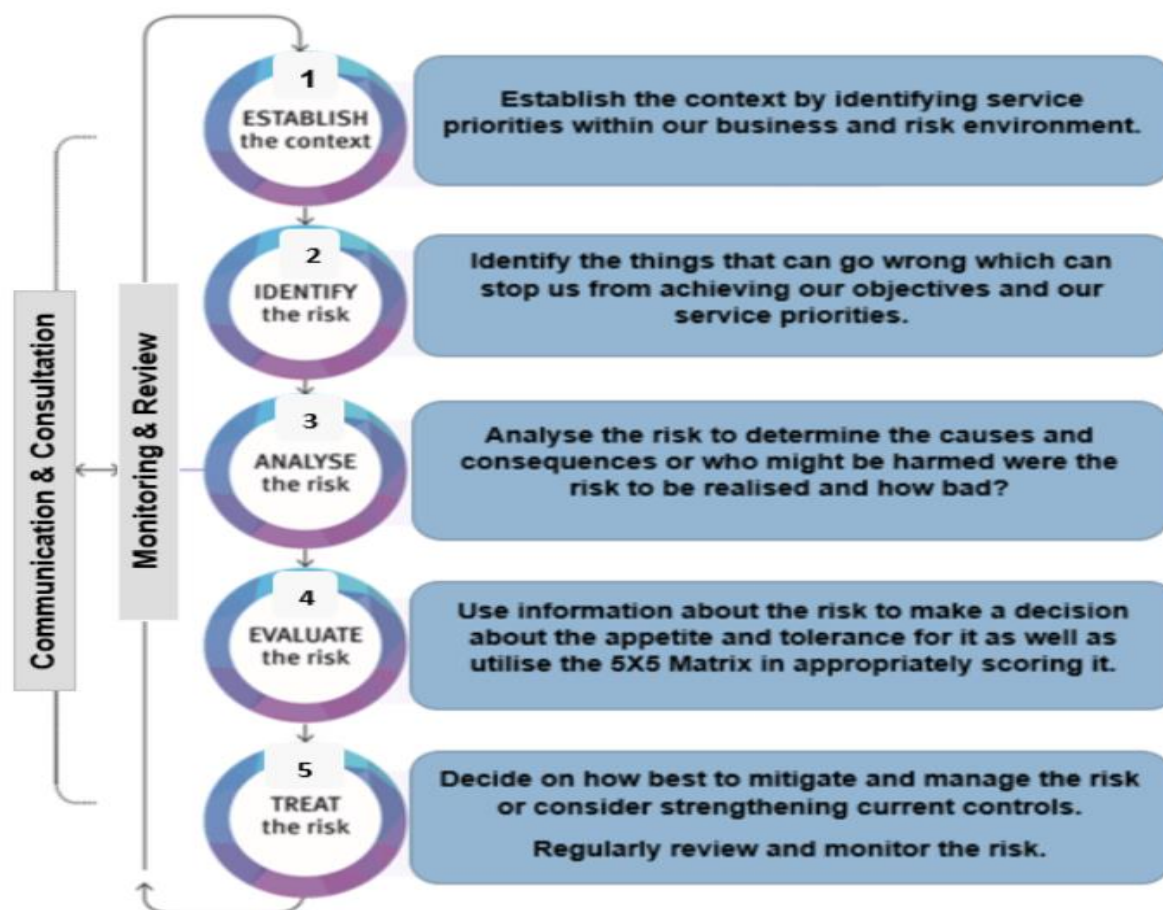 Communication & Consultation
Monitoring & Review
1
ESTABLISH
the context
Establish the context by identifying service
priorities within our business and risk environment.
2
IDENTIFY
the risk
Identify the things that can go wrong which can
stop us from achieving our objectives and our
service priorities.
3
ANALYSE
the risk
Analyse the risk to determine the causes and
consequences or who might be harmed were the
risk to be realised and how bad?
4
EVALUATE
the risk
Use information about the risk to make a decision
about the appetite and tolerance for it as well as
utilise the 5X5 Matrix in appropriately scoring it.
5
TREAT
the risk
Decide on how best to mitigate and manage the risk
or consider strengthening current controls.
Regularly review and monitor the risk.